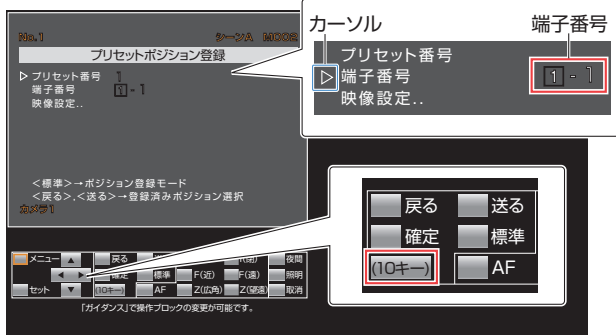 No.1 シーンA M002
プリセットポジション登録
プリセット番号 1
端子番号 1 - 1
映像設定..
<標準>→ポジション登録モード
<戻る>,<送る>→登録済みポジション選択
カメラ1
カーソル 端子番号
プリセット番号
端子番号 1 - 1
映像設定..
戻る 送る
確定 標準
(10キー) AF
メニュー ▲ 戻る 夜間
◀ ▶ 確定 標準 F(近) F(遠) 照明
セット ▼ (10キー) AF Z(広角) Z(望遠) 取消
「ガイダンス」で操作ブロックの変更が可能です。